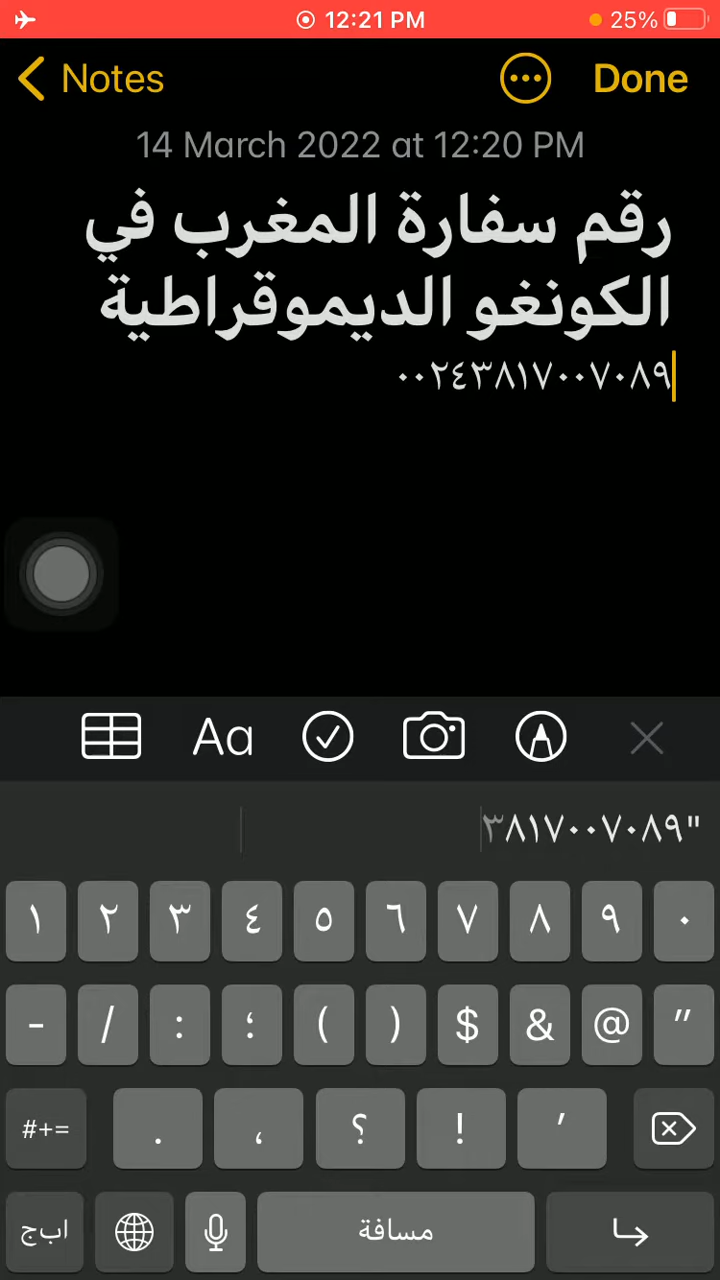 12:21 PM
25%
Notes
Done
14 March 2022 at 12:20 PM
رقم سفارة المغرب في
الكونغو الديموقراطية
٠٠٢٤٣٨١٧٠٠٧٠٨٩
Aa
٣٨١٧٠٠٧٠٨٩"
١ ٢ ٣ ٤ ٥ ٦ ٧ ٨ ٩ ٠
- / : ؛ ( ) $ & @ "
#+= . ، ؟ ! ’
اب‌ج مسافة